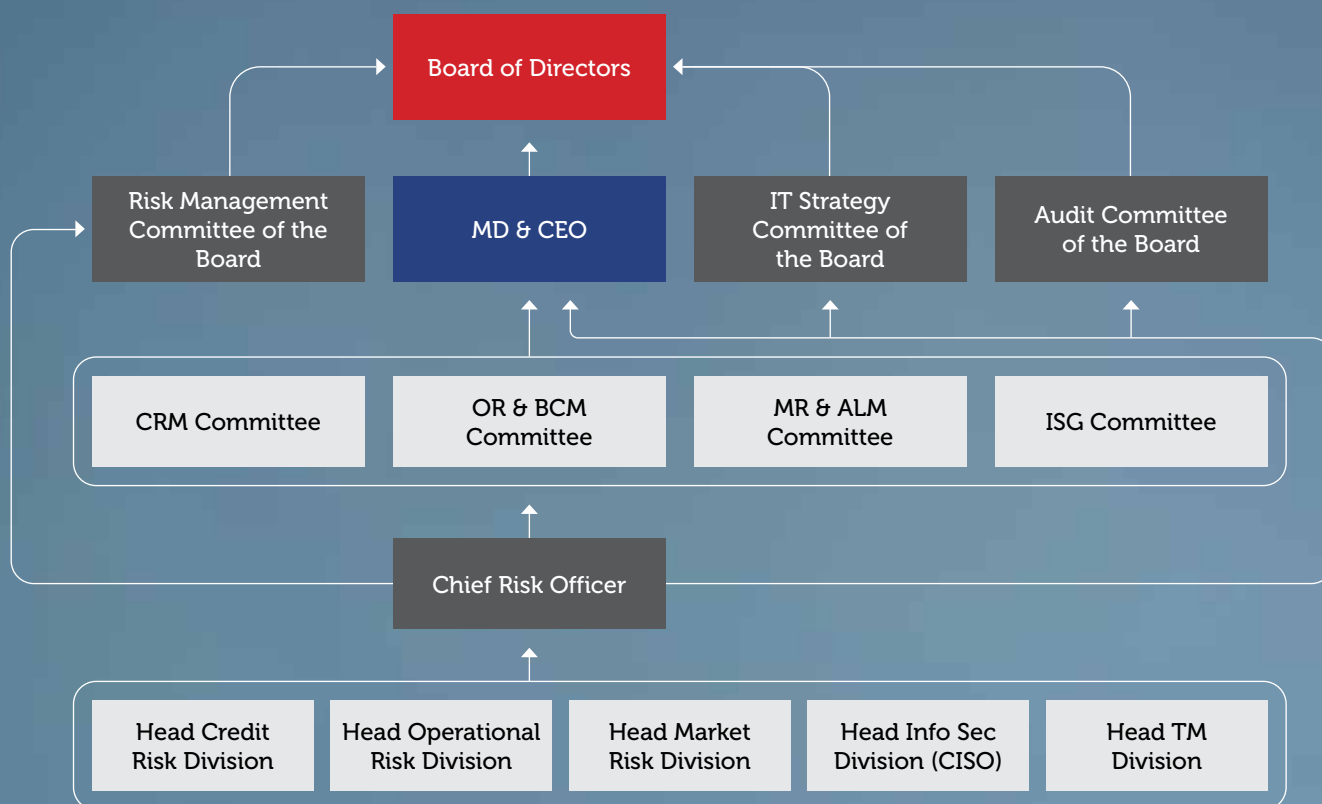 Board of Directors
Risk Management
Committee of the
Board
MD & CEO
IT Strategy
Committee of
the Board
Audit Committee
of the Board
CRM Committee
OR & BCM
Committee
MR & ALM
Committee
ISG Committee
Chief Risk Officer
Head Credit
Risk Division
Head Operational
Risk Division
Head Market
Risk Division
Head Info Sec
Division (CISO)
Head TM
Division